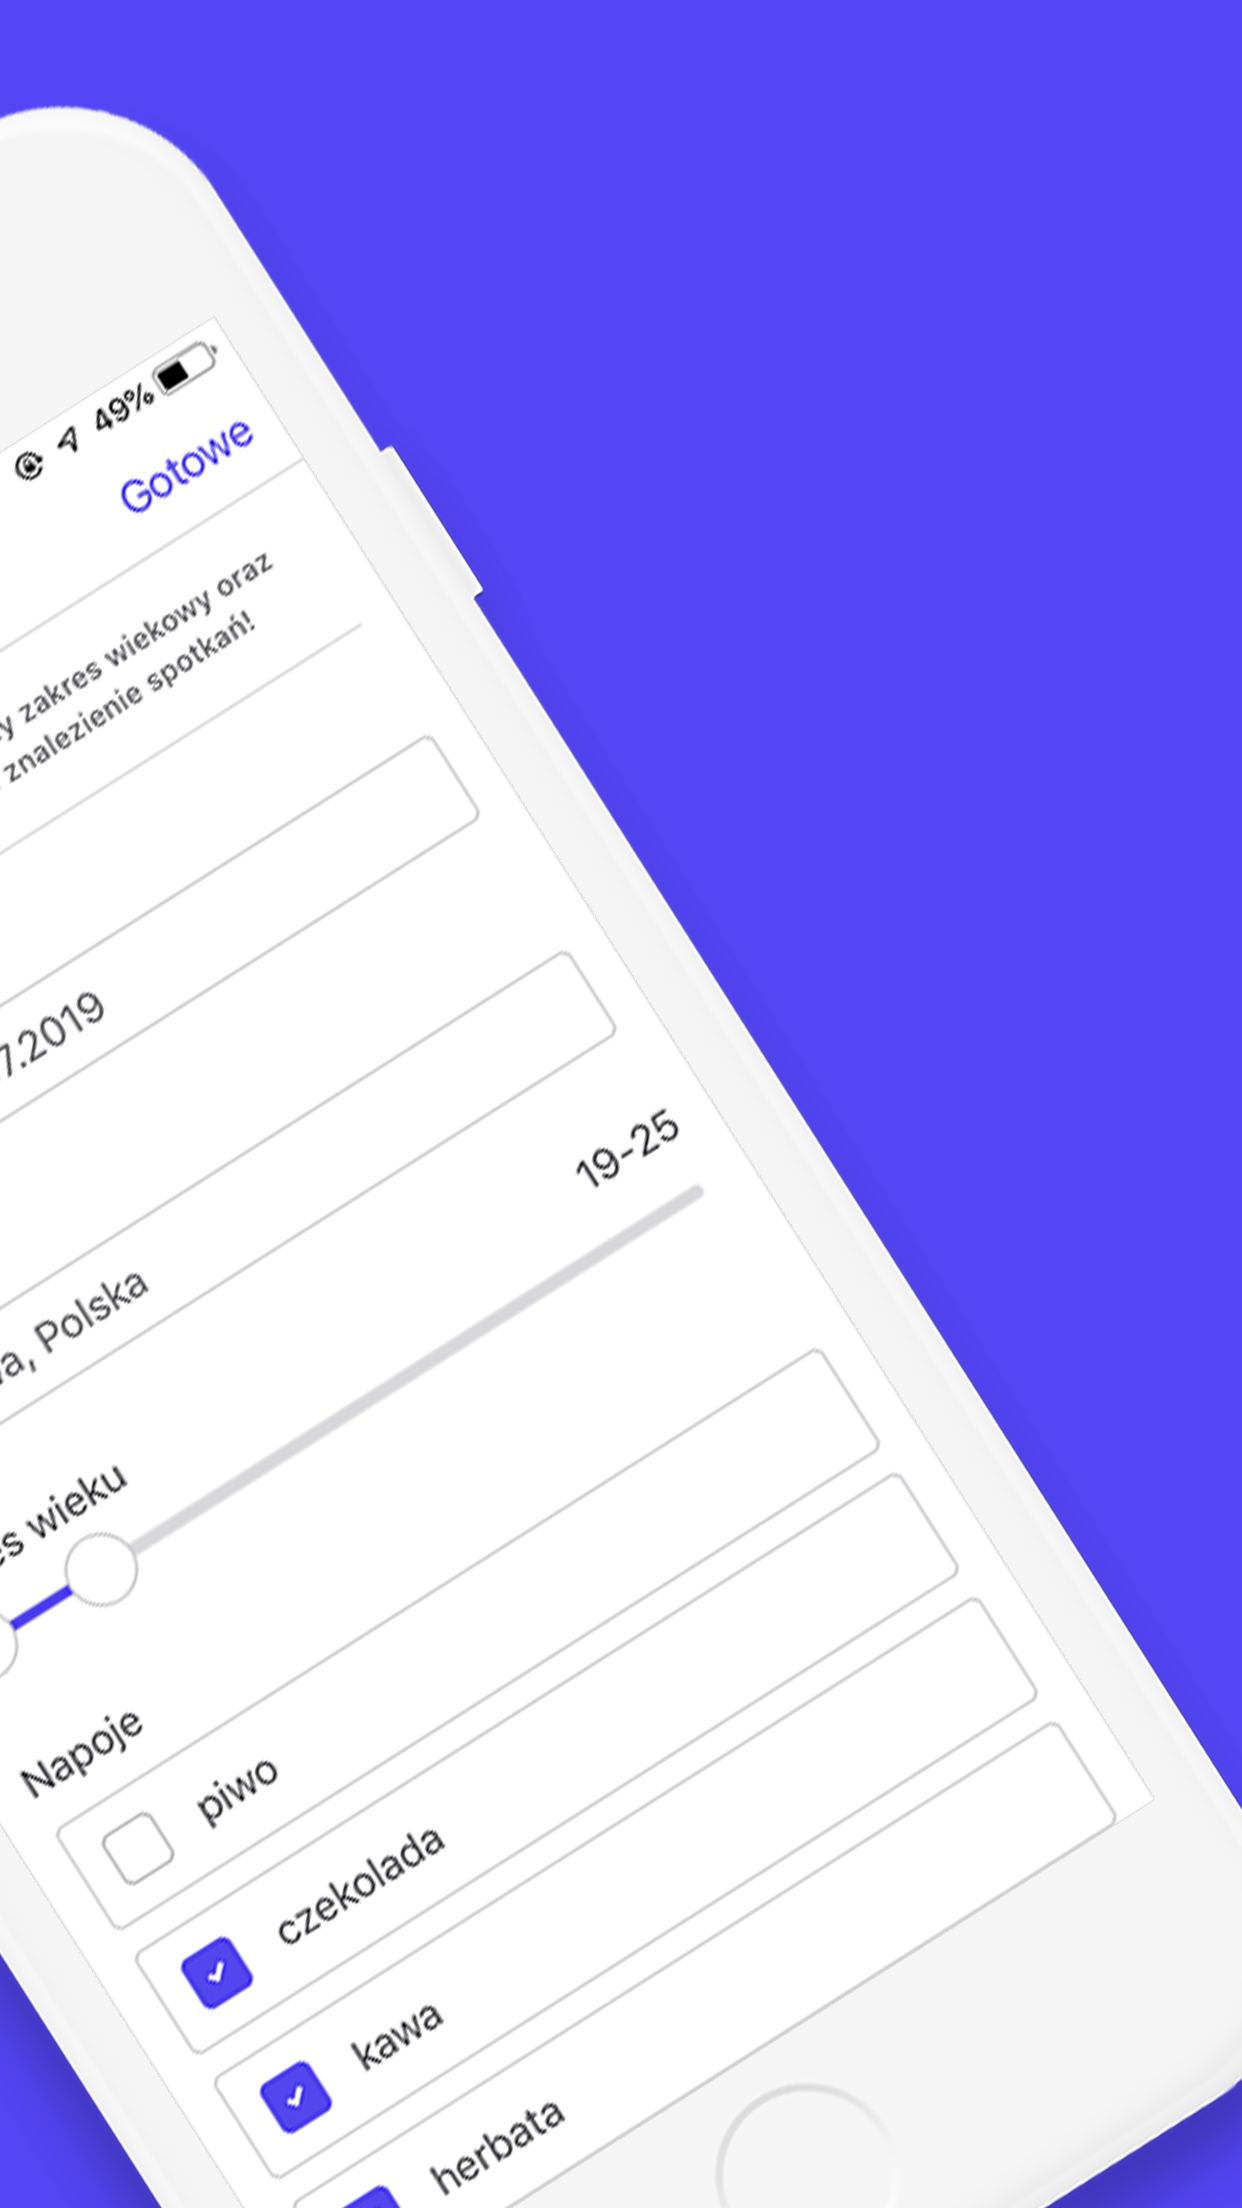 49%
Gotowe
zakres wiekowy oraz
znalezienie spotkań!
7.2019
Polska
19-25
wieku
Napoje
piwo
czekolada
kawa
herbata